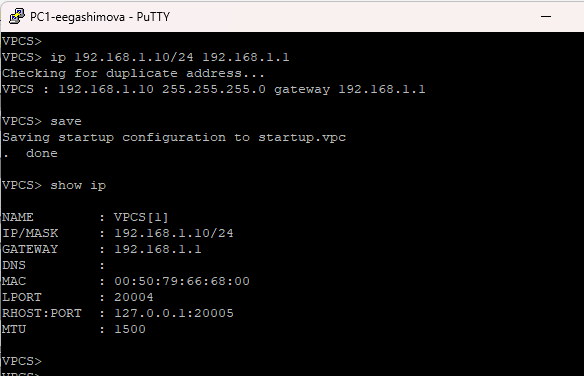 PC1-eegashimova - PuTTY
VPCS>
VPCS> ip 192.168.1.10/24 192.168.1.1
Checking for duplicate address...
VPCS : 192.168.1.10 255.255.255.0 gateway 192.168.1.1
VPCS> save
Saving startup configuration to startup.vpc
.  done
VPCS> show ip
NAME        : VPCS[1]
IP/MASK     : 192.168.1.10/24
GATEWAY     : 192.168.1.1
DNS         :
MAC         : 00:50:79:66:68:00
LPORT       : 20004
RHOST:PORT  : 127.0.0.1:20005
MTU         : 1500
VPCS>
VPCS>